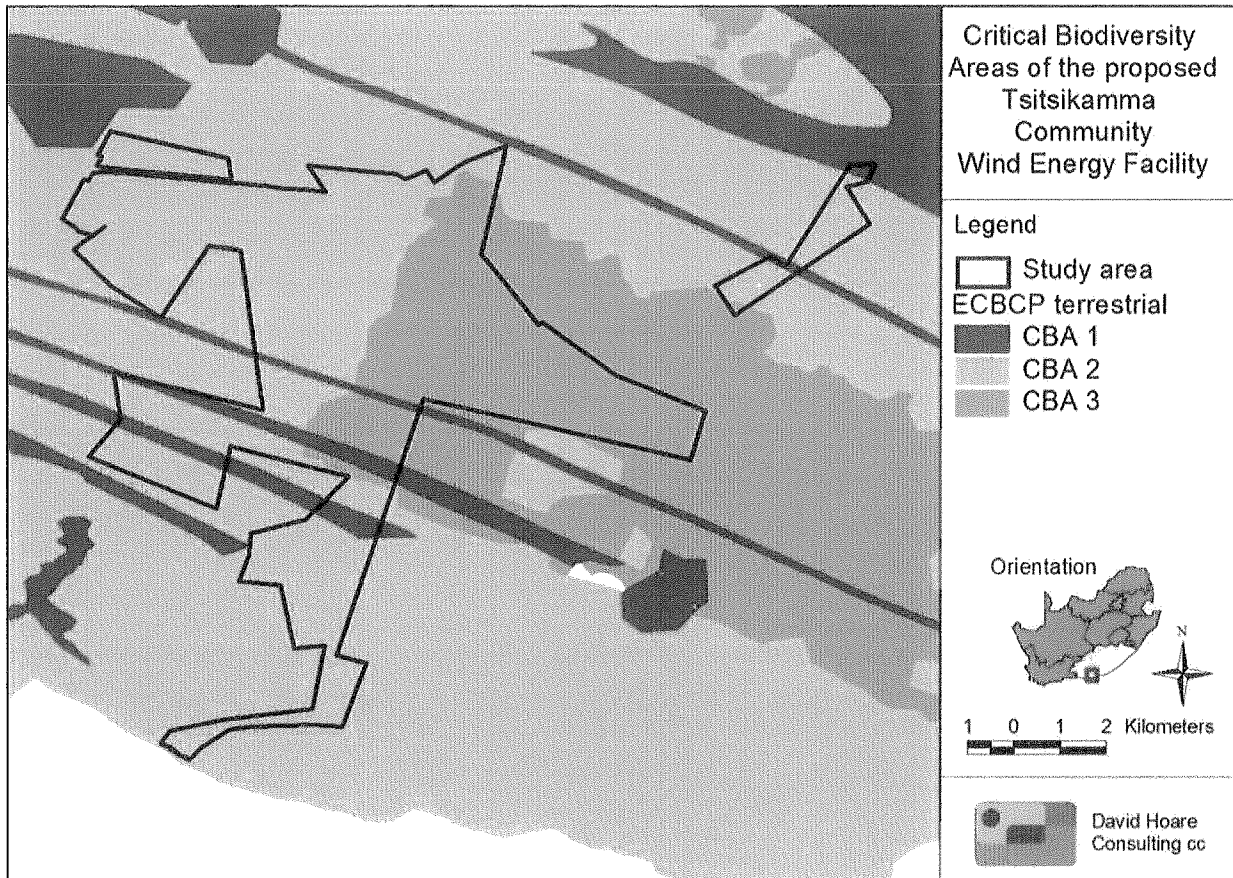 Critical Biodiversity
Areas of the proposed
Tsitsikamma
Community
Wind Energy Facility
Legend
Study area
ECBCP terrestrial
CBA 1
CBA 2
CBA 3
Orientation
N
1 0 1 2 Kilometers
David Hoare
Consulting cc